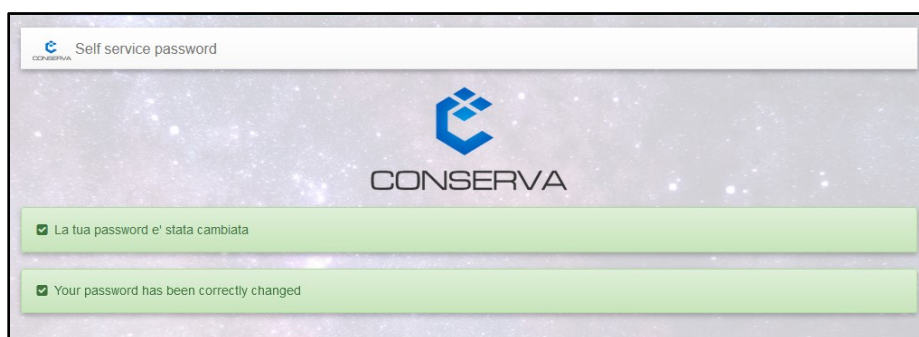 CONSERVA
Self service password
CONSERVA
La tua password e' stata cambiata
Your password has been correctly changed